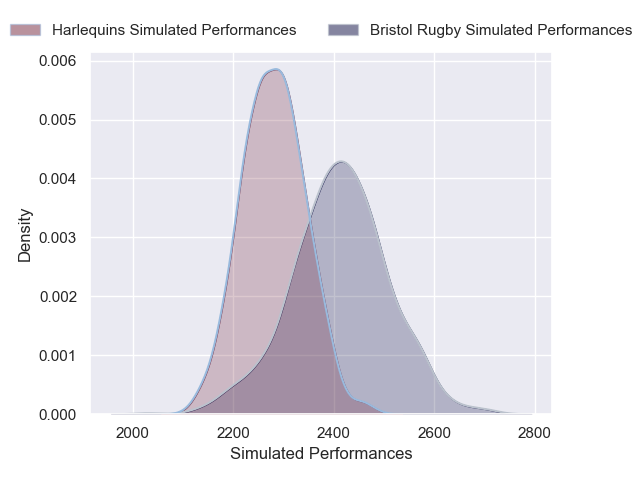 Harlequins Simulated Performances Bristol Rugby Simulated Performances
0.006
0.005
0.004
0.003
0.002
0.001
0.000
Density
2000 2200 2400 2600 2800
Simulated Performances